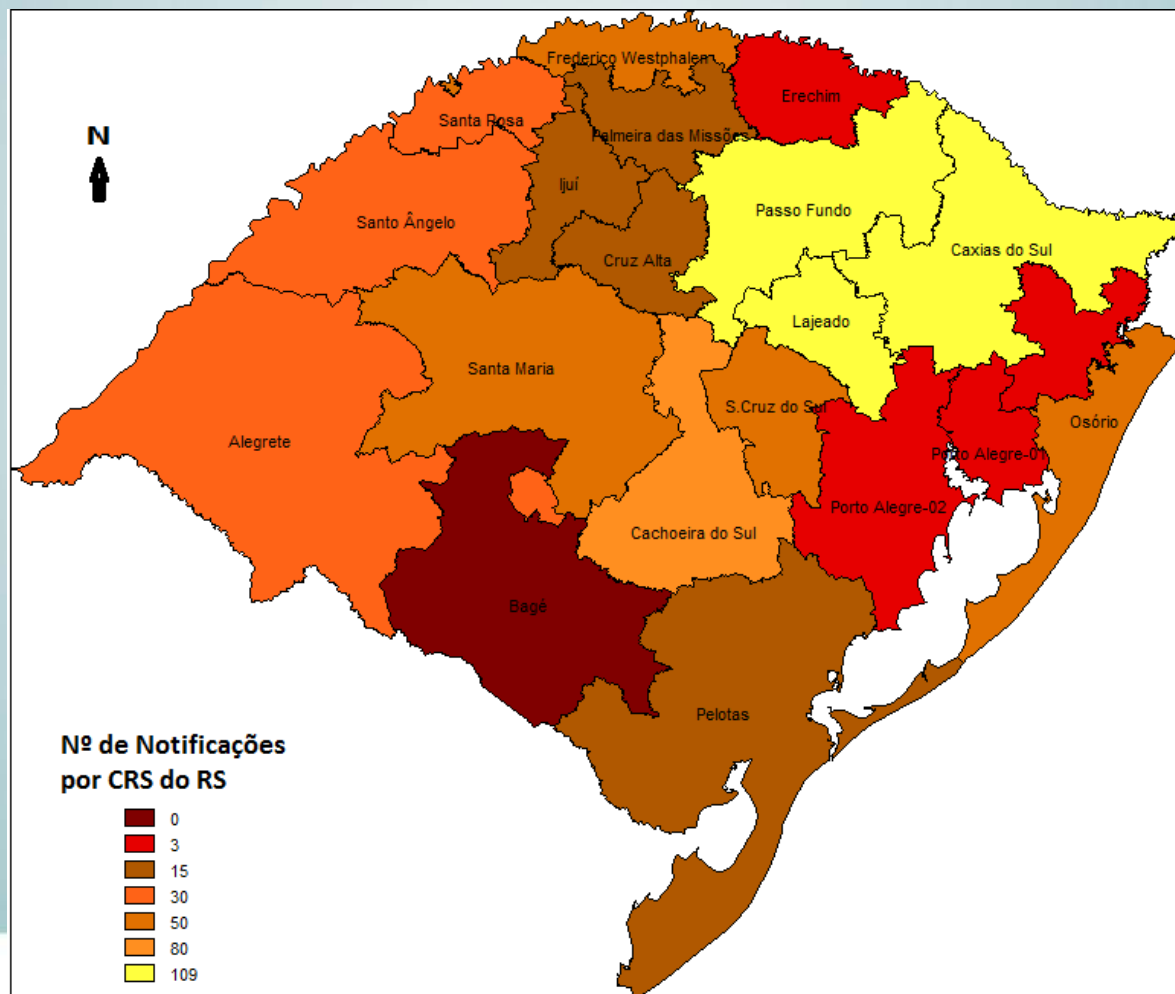 Frederico Westphalen
Erechim
Santa Rosa
Palmeira das Missões
Ijuí
N
Passo Fundo
Santo Ângelo
Caxias do Sul
Cruz Alta
Lajeado
Santa Maria
S.Cruz do Sul
Osório
Alegrete
Porto Alegre-01
Porto Alegre-02
Cachoeira do Sul
Bagé
Pelotas
Nº de Notificações
por CRS do RS
0
3
15
30
50
80
109